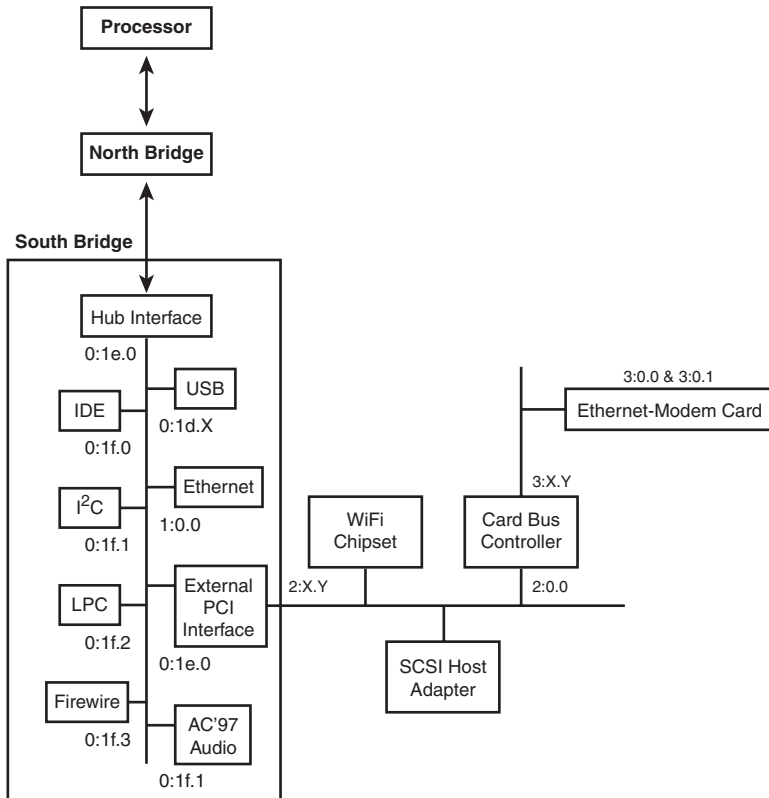 Processor
North Bridge
South Bridge
Hub Interface
0:1e.0
USB
0:1d.X
IDE
0:1f.0
Ethernet
1:0.0
I²C
0:1f.1
External
PCI
Interface
0:1e.0
LPC
0:1f.2
Firewire
0:1f.3
AC'97
Audio
0:1f.1
2:X.Y
WiFi
Chipset
SCSI Host
Adapter
3:X.Y
Card Bus
Controller
2:0.0
3:0.0 & 3:0.1
Ethernet-Modem Card